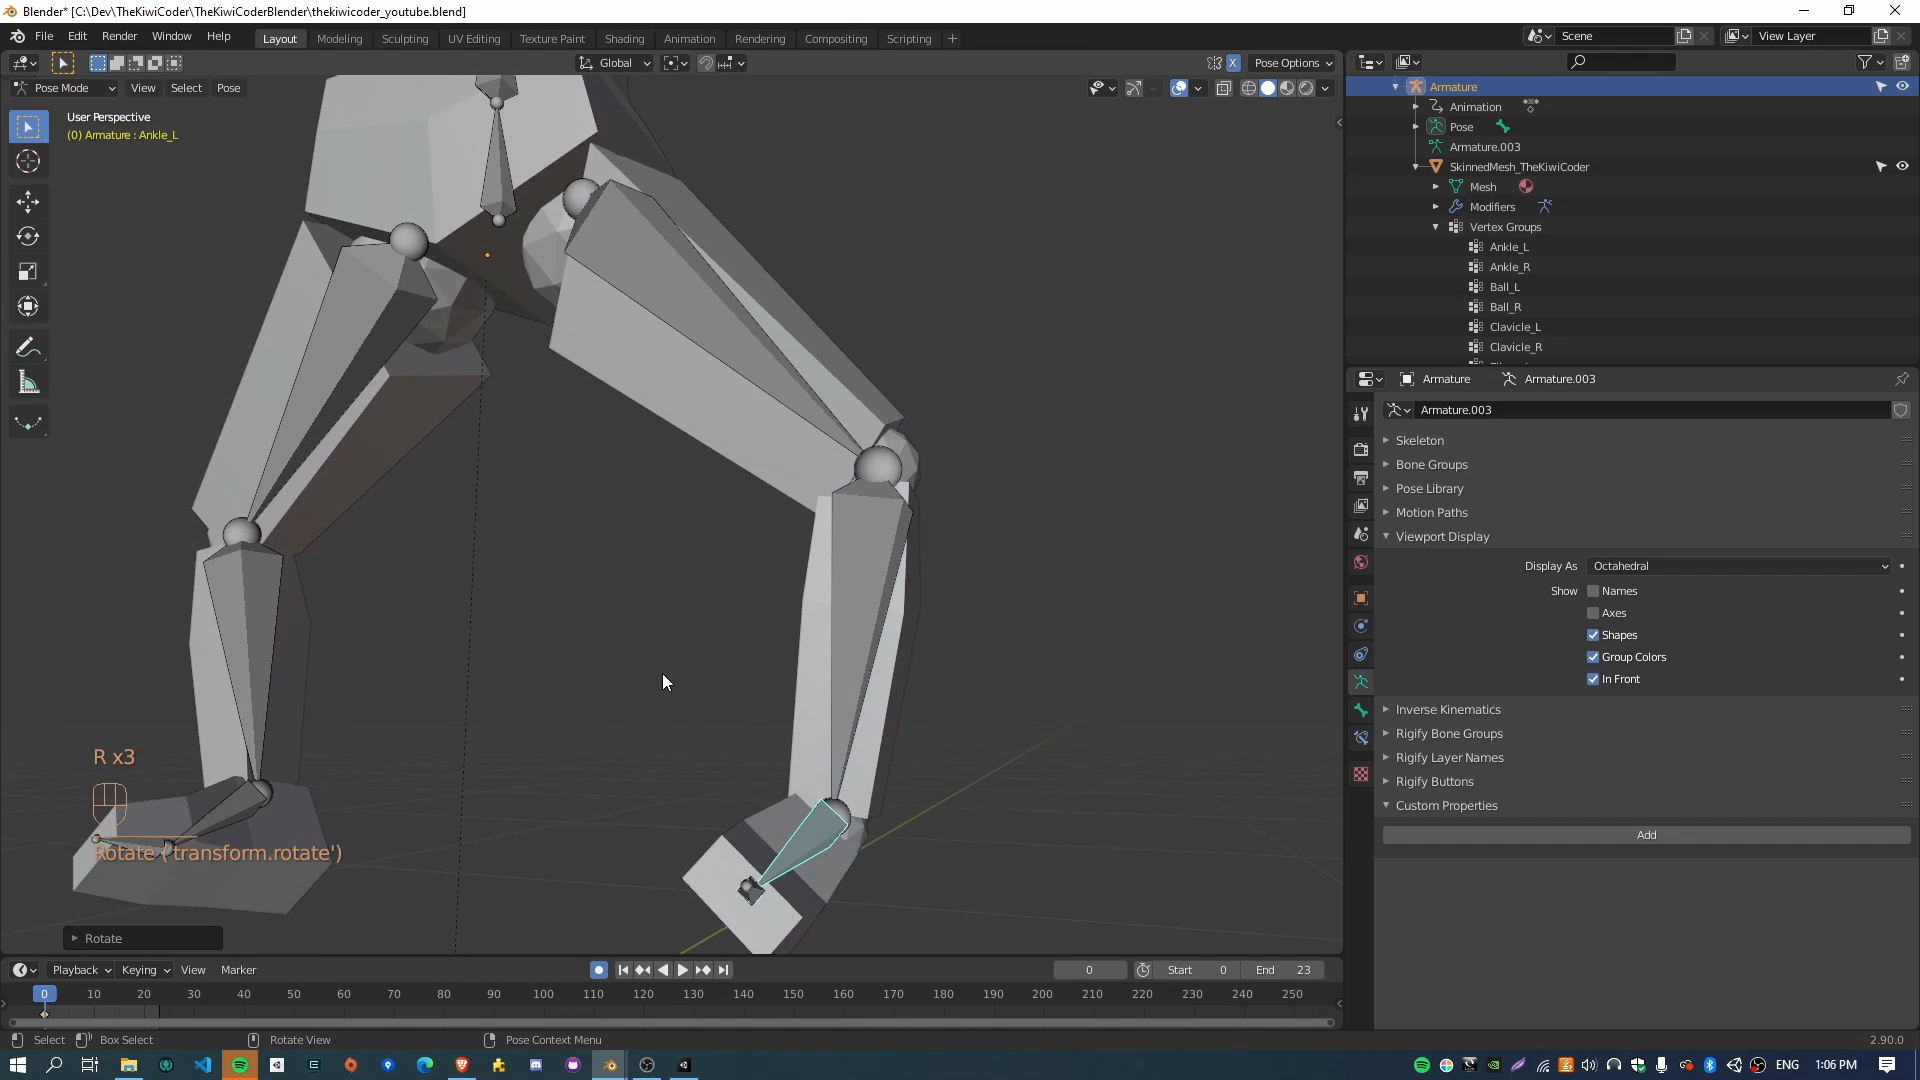 Blender* [C:\Dev\TheKiwiCoder\TheKiwiCoderBlender\thekiwicoder_youtube.blend]
File Edit Render Window Help Layout Modeling Sculpting UV Editing Texture Paint Shading Animation Rendering Compositing Scripting Scene View Layer
Global X Pose Options
Pose Mode View Select Pose
User Perspective
(0) Armature : Ankle_L
Armature
Animation
Pose
Armature.003
SkinnedMesh_TheKiwiCoder
Mesh
Modifiers
Vertex Groups
Ankle_L
Ankle_R
Ball_L
Ball_R
Clavicle_L
Clavicle_R
Armature Armature.003
Armature.003
Skeleton
Bone Groups
Pose Library
Motion Paths
Viewport Display
Display As Octahedral
Show Names
Axes
Shapes
Group Colors
In Front
Inverse Kinematics
Rigify Bone Groups
Rigify Layer Names
Rigify Buttons
Custom Properties
Add
R x3
Rotate ('transform.rotate')
Rotate
Playback Keying View Marker 0 Start 0 End 23
0 10 20 30 40 50 60 70 80 90 100 110 120 130 140 150 160 170 180 190 200 210 220 230 240 250
Select Box Select Rotate View Pose Context Menu 2.90.0
ENG 1:06 PM